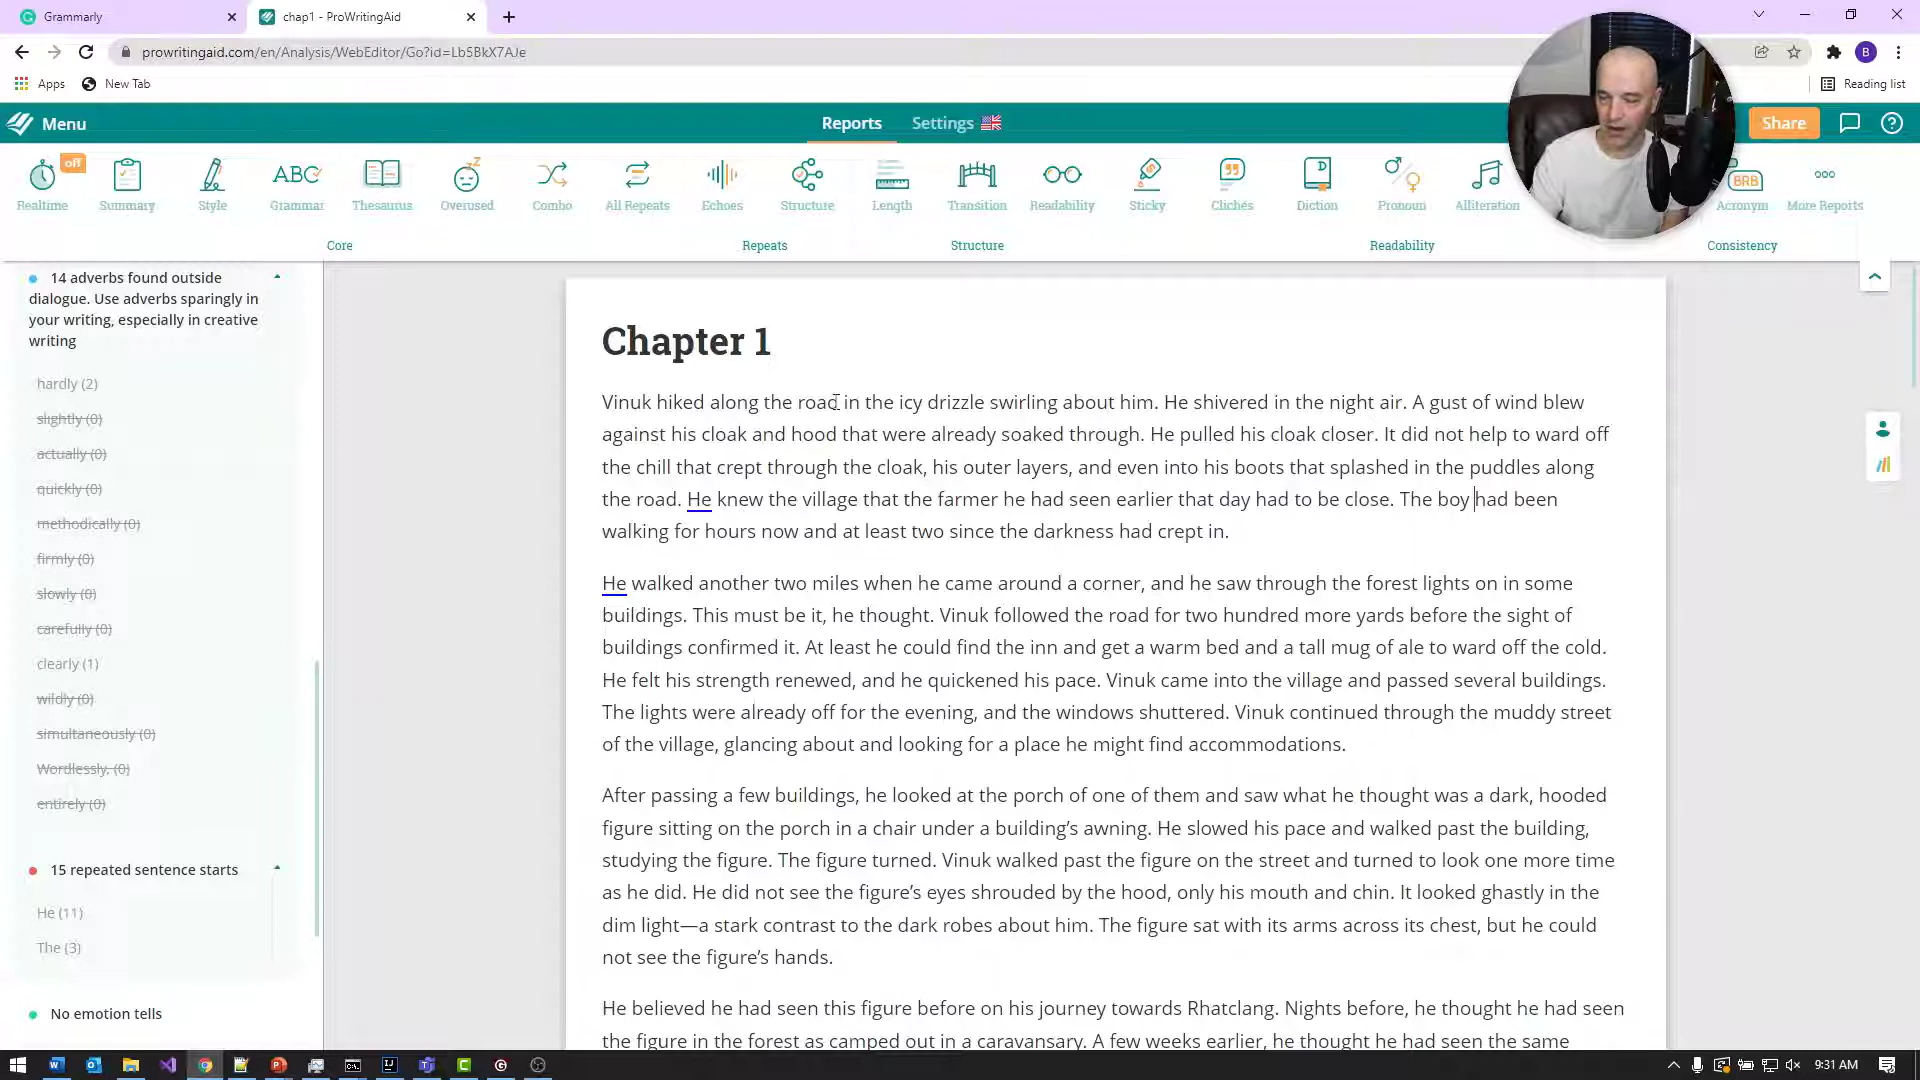 Grammarly
chap1 - ProWritingAid
prowritingaid.com/en/Analysis/WebEditor/Go?id=Lb5BkX7AJe
B
Apps
New Tab
Reading list
Menu
Reports
Settings
Share
off
ABC
BRB
Realtime
Summary
Style
Grammar
Thesaurus
Overused
Combo
All Repeats
Echoes
Structure
Length
Transition
Readability
Sticky
Clichés
Diction
Pronoun
Alliteration
Acronym
More Reports
Core
Repeats
Structure
Readability
Consistency
14 adverbs found outside
dialogue. Use adverbs sparingly in
your writing, especially in creative
writing
hardly (2)
slightly (0)
actually (0)
quickly (0)
methodically (0)
firmly (0)
slowly (0)
carefully (0)
clearly (1)
wildly (0)
simultaneously (0)
Wordlessly, (0)
entirely (0)
15 repeated sentence starts
He (11)
The (3)
No emotion tells
Chapter 1
Vinuk hiked along the road in the icy drizzle swirling about him. He shivered in the night air. A gust of wind blew
against his cloak and hood that were already soaked through. He pulled his cloak closer. It did not help to ward off
the chill that crept through the cloak, his outer layers, and even into his boots that splashed in the puddles along
the road. He knew the village that the farmer he had seen earlier that day had to be close. The boy had been
walking for hours now and at least two since the darkness had crept in.
He walked another two miles when he came around a corner, and he saw through the forest lights on in some
buildings. This must be it, he thought. Vinuk followed the road for two hundred more yards before the sight of
buildings confirmed it. At least he could find the inn and get a warm bed and a tall mug of ale to ward off the cold.
He felt his strength renewed, and he quickened his pace. Vinuk came into the village and passed several buildings.
The lights were already off for the evening, and the windows shuttered. Vinuk continued through the muddy street
of the village, glancing about and looking for a place he might find accommodations.
After passing a few buildings, he looked at the porch of one of them and saw what he thought was a dark, hooded
figure sitting on the porch in a chair under a building’s awning. He slowed his pace and walked past the building,
studying the figure. The figure turned. Vinuk walked past the figure on the street and turned to look one more time
as he did. He did not see the figure’s eyes shrouded by the hood, only his mouth and chin. It looked ghastly in the
dim light—a stark contrast to the dark robes about him. The figure sat with its arms across its chest, but he could
not see the figure’s hands.
He believed he had seen this figure before on his journey towards Rhatclang. Nights before, he thought he had seen
the figure in the forest as camped out in a caravansary. A few weeks earlier, he thought he had seen the same
9:31 AM